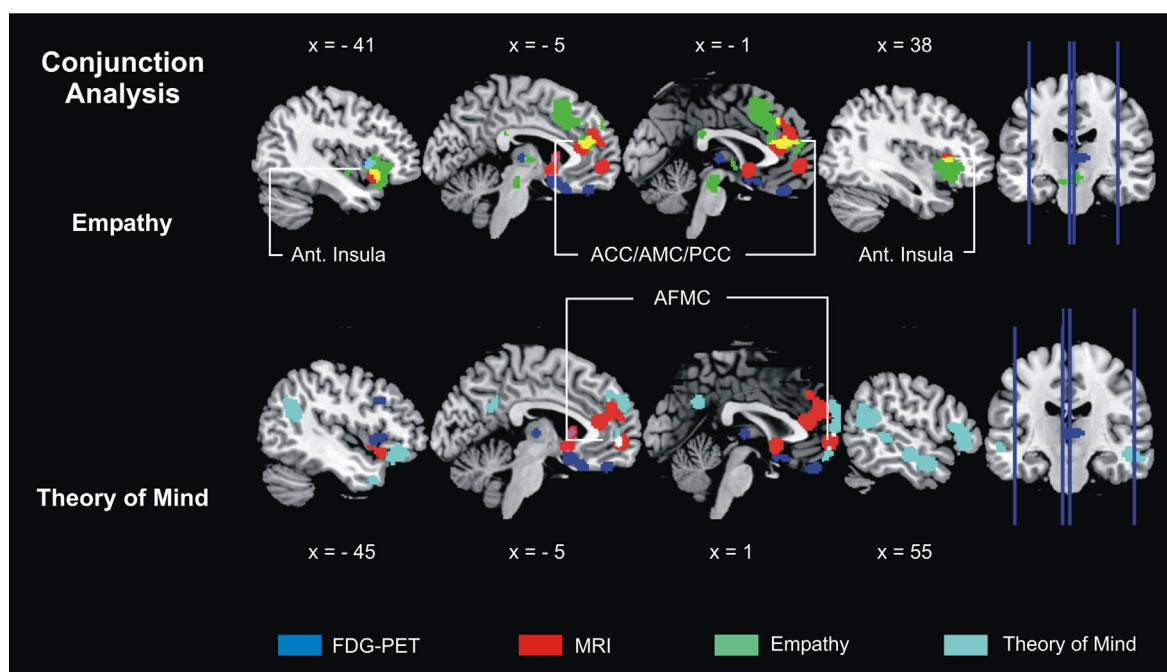 Conjunction
Analysis
x = - 41
x = - 5
x = - 1
x = 38
Empathy
Ant. Insula
ACC/AMC/PCC
Ant. Insula
AFMC
Theory of Mind
x = - 45
x = - 5
x = 1
x = 55
FDG-PET
MRI
Empathy
Theory of Mind